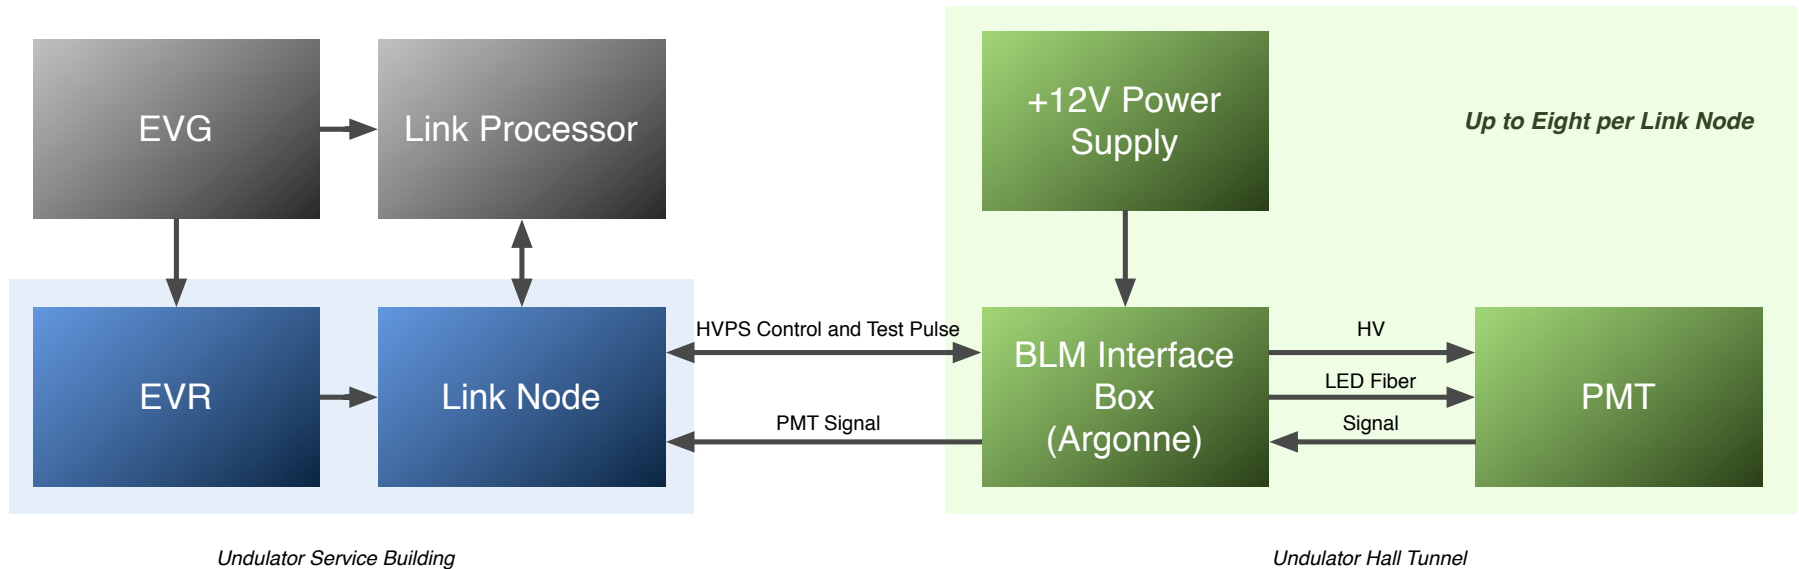 EVG
Link Processor
+12V Power
Supply
Up to Eight per Link Node
EVR
Link Node
HVPS Control and Test Pulse
PMT Signal
BLM Interface
Box
(Argonne)
HV
LED Fiber
Signal
PMT
Undulator Service Building
Undulator Hall Tunnel